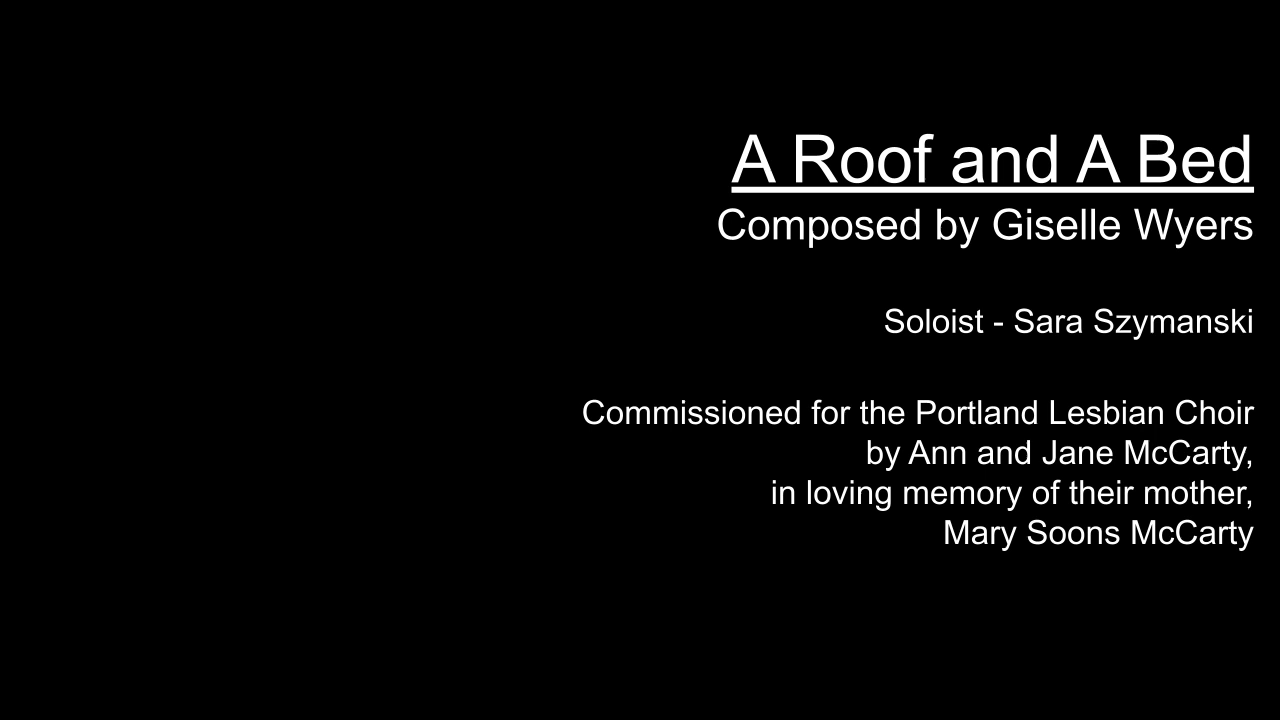 A Roof and A Bed
Composed by Giselle Wyers
Soloist - Sara Szymanski
Commissioned for the Portland Lesbian Choir
by Ann and Jane McCarty,
in loving memory of their mother,
Mary Soons McCarty